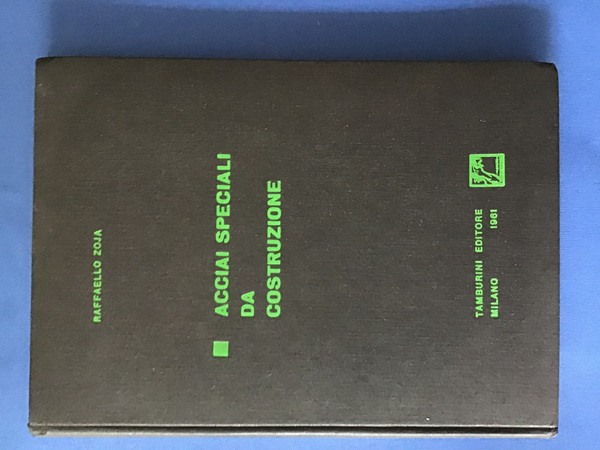 RAFFAELLO ZOJA
ACCIAI SPECIALI
DA
COSTRUZIONE
TAMBURINI EDITORE
MILANO 1961